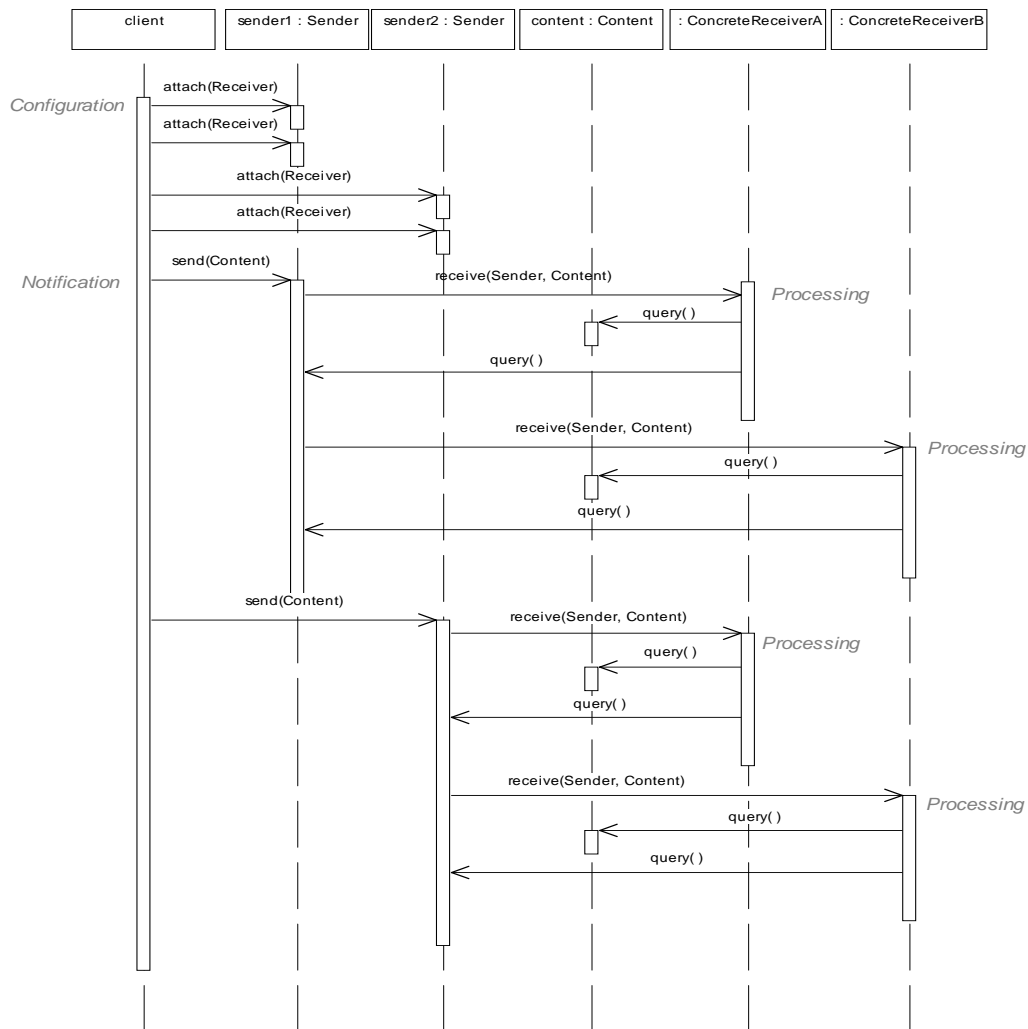 client
sender1 : Sender
sender2 : Sender
content : Content
: ConcreteReceiverA
: ConcreteReceiverB
attach(Receiver)
Configuration
attach(Receiver)
attach(Receiver)
attach(Receiver)
send(Content)
Notification
receive(Sender, Content)
Processing
query( )
query( )
receive(Sender, Content)
Processing
query( )
query( )
send(Content)
receive(Sender, Content)
Processing
query( )
query( )
receive(Sender, Content)
Processing
query( )
query( )